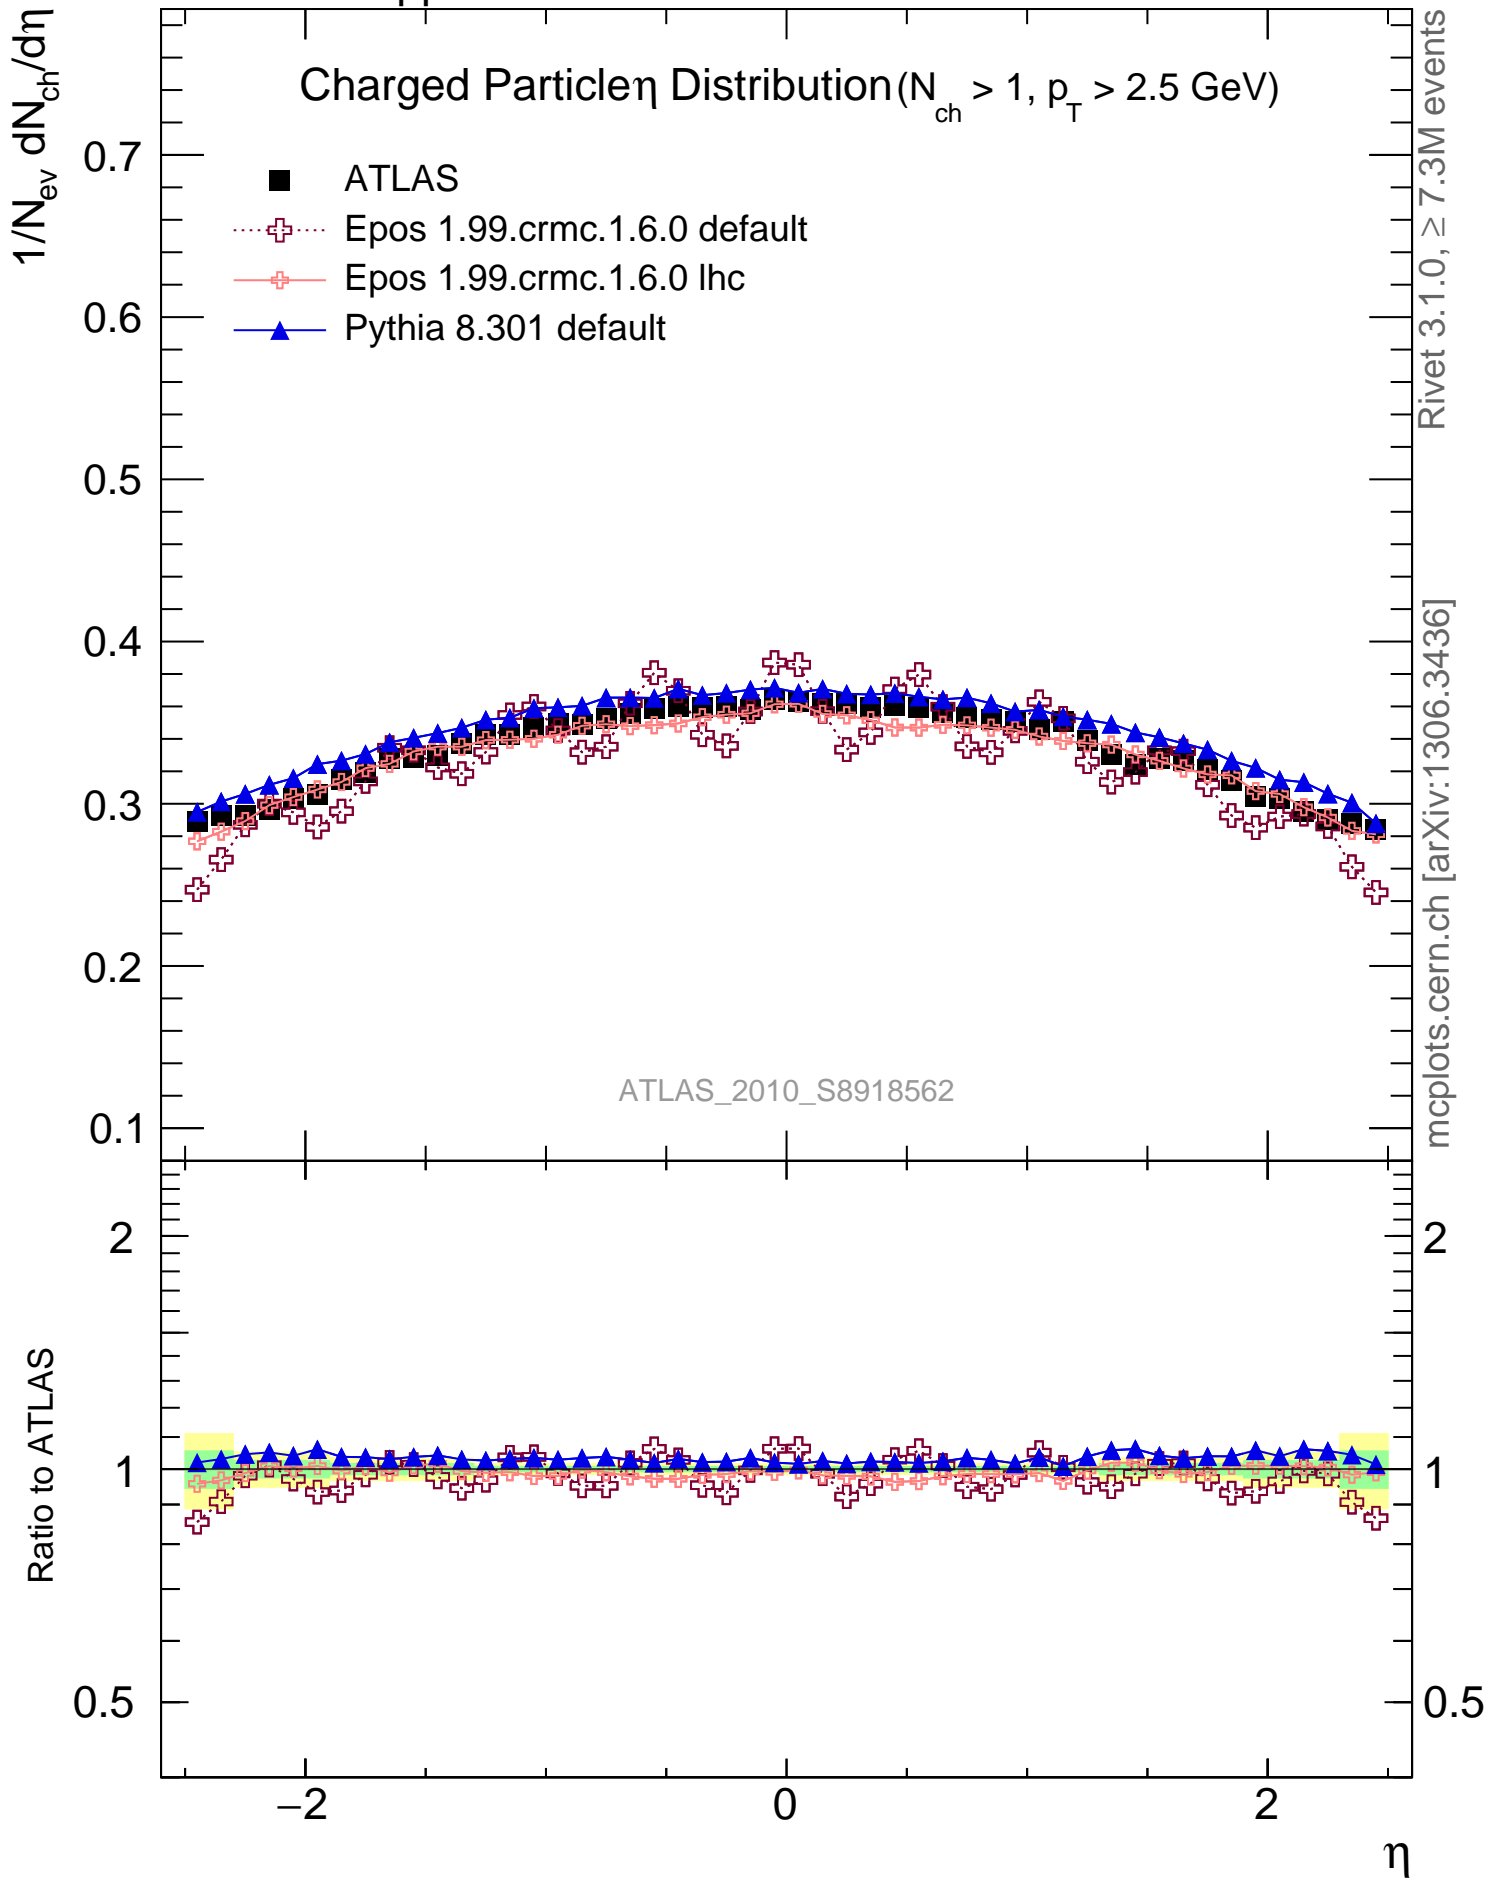 pp
1/N_ev dN_ch/dη
Charged Particleη Distribution (N_ch > 1, p_T > 2.5 GeV)
ATLAS
Epos 1.99.crmc.1.6.0 default
Epos 1.99.crmc.1.6.0 lhc
Pythia 8.301 default
0.7
0.6
0.5
0.4
0.3
0.2
0.1
ATLAS_2010_S8918562
Rivet 3.1.0, ≥ 7.3M events
mcplots.cern.ch [arXiv:1306.3436]
Ratio to ATLAS
2
1
0.5
2
1
0.5
−2
0
2
η